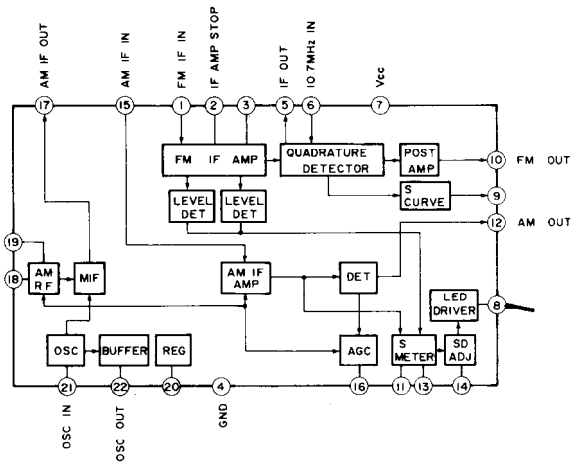 AM IF OUT
AM IF IN
FM IF IN
IF AMP STOP
IF OUT
10.7MHz IN
Vcc
17
15
1
2
3
5
6
7
FM IF AMP
QUADRATURE
DETECTOR
POST
AMP
10
FM OUT
LEVEL
DET
LEVEL
DET
S
CURVE
9
12
AM OUT
19
18
AM
RF
MIF
AM IF
AMP
DET
LED
DRIVER
8
OSC
BUFFER
REG
AGC
S
METER
SD
ADJ
21
22
20
4
16
11
13
14
OSC IN
OSC OUT
GND